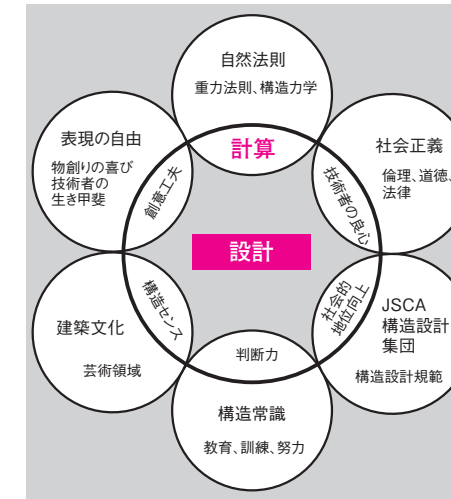 自然法則
重力法則、構造力学
計算
表現の自由
物創りの喜び
技術者の
生き甲斐
創意工夫
社会正義
倫理、道徳、
法律
技術者の良心
設計
建築文化
芸術領域
構造センス
社会的
地位向上
JSCA
構造設計
集団
構造設計規範
判断力
構造常識
教育、訓練、努力